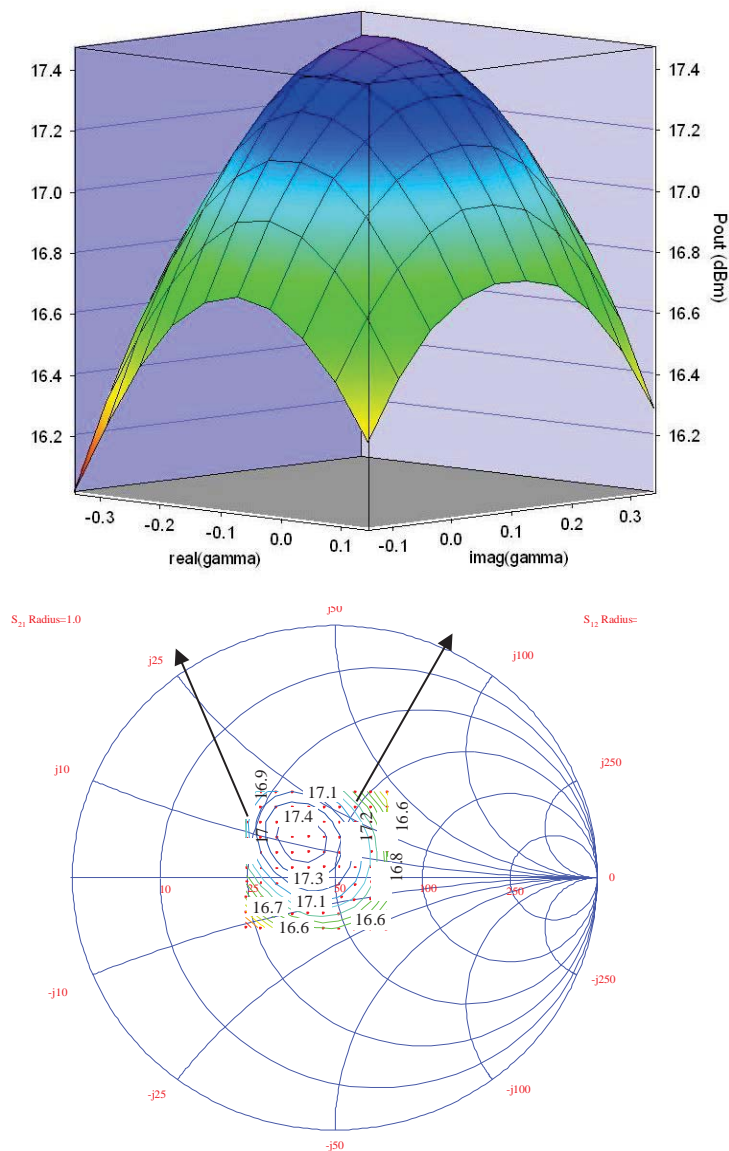 17.4
17.2
17.0
16.8
16.6
16.4
16.2
17.4
17.2
17.0
16.8
16.6
16.4
16.2
Pout (dBm)
-0.3
-0.2
-0.1
0.0
0.1
real(gamma)
-0.1
0.0
0.1
0.2
0.3
imag(gamma)
S21 Radius=1.0
j50
S12 Radius=
j25
j100
j10
j250
16.9
17.1
17.4
17
17.2
16.6
16.8
17.3
10
25
50
100
250
0
16.7
17.1
16.6
16.6
-j10
-j250
-j25
-j100
-j50